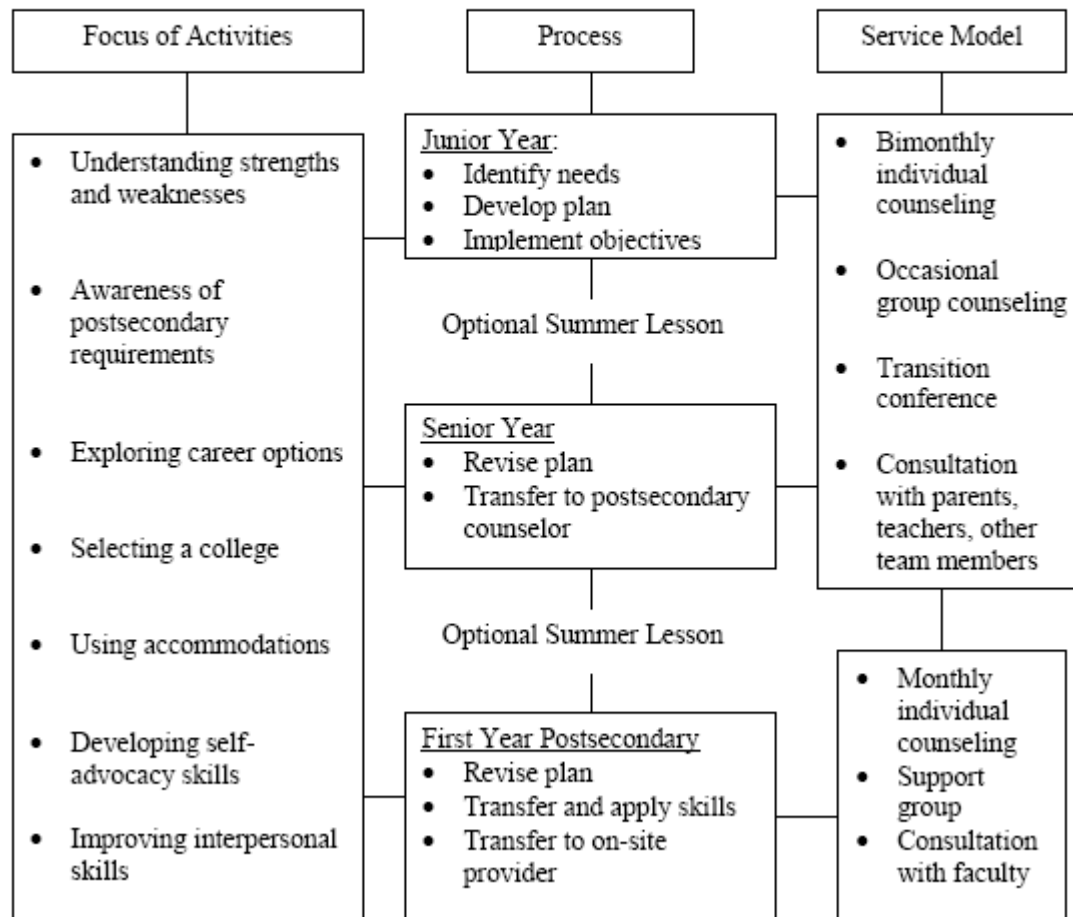 Focus of Activities
Process
Service Model
• Understanding strengths
and weaknesses
• Awareness of
postsecondary
requirements
• Exploring career options
• Selecting a college
• Using accommodations
• Developing self-
advocacy skills
• Improving interpersonal
skills
Junior Year:
• Identify needs
• Develop plan
• Implement objectives
Optional Summer Lesson
Senior Year
• Revise plan
• Transfer to postsecondary
counselor
Optional Summer Lesson
First Year Postsecondary
• Revise plan
• Transfer and apply skills
• Transfer to on-site
provider
• Bimonthly
individual
counseling
• Occasional
group counseling
• Transition
conference
• Consultation
with parents,
teachers, other
team members
• Monthly
individual
counseling
• Support
group
• Consultation
with faculty